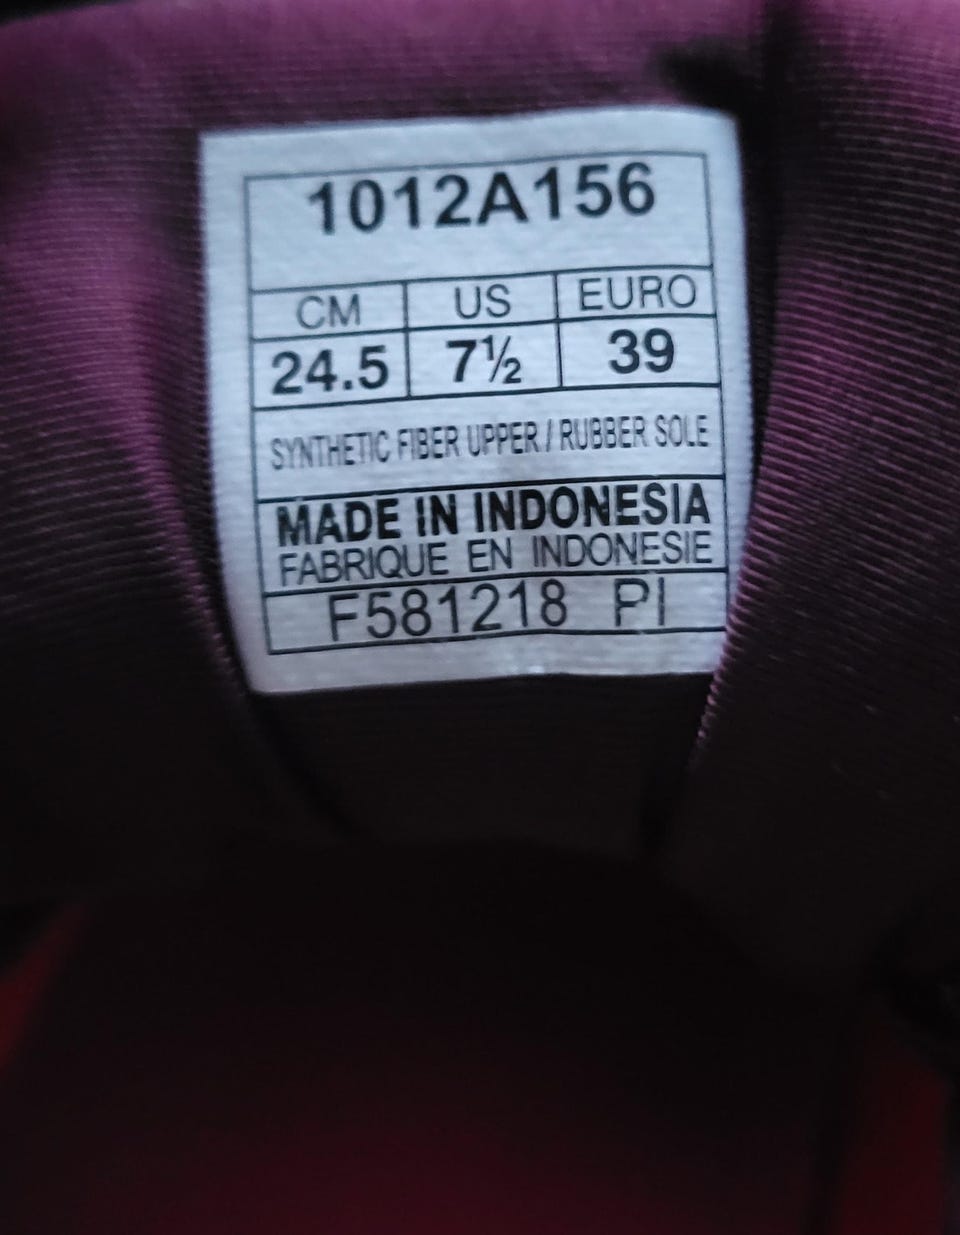 1012A156
CM US EURO
24.5 7½ 39
SYNTHETIC FIBER UPPER / RUBBER SOLE
MADE IN INDONESIA
FABRIQUE EN INDONESIE
F581218 PI